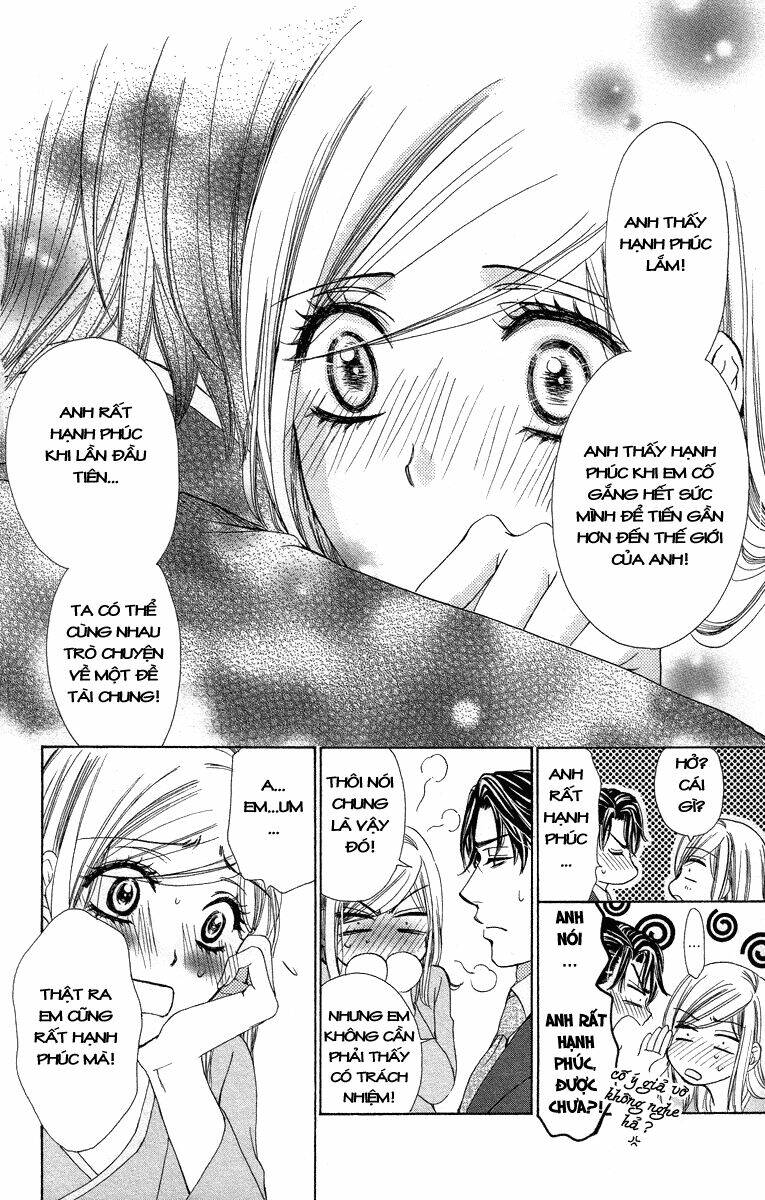 ANH THẤY
HẠNH PHÚC
LẮM!
ANH THẤY HẠNH
PHÚC KHI EM CỐ
GẮNG HẾT SỨC
MÌNH ĐỂ TIẾN GẦN
HƠN ĐẾN THẾ GIỚI
CỦA ANH!
ANH RẤT
HẠNH PHÚC
KHI LẦN ĐẦU
TIÊN...
TA CÓ THỂ
CÙNG NHAU
TRÒ CHUYỆN
VỀ MỘT ĐỀ
TÀI CHUNG!
HỞ?
CÁI
GÌ?
ANH
RẤT
HẠNH
PHÚC
...
...
ANH
NÓI
...
ANH RẤT
HẠNH
PHÚC,
ĐƯỢC
CHƯA?!
cố ý giả vờ
không nghe
hả?
THÔI NÓI
CHUNG
LÀ VẬY
ĐÓ!
NHƯNG EM
KHÔNG CẦN
PHẢI THẤY
CÓ TRÁCH
NHIỆM!
A...
EM...ƯM
...
THẬT RA
EM CŨNG
RẤT HẠNH
PHÚC MÀ!